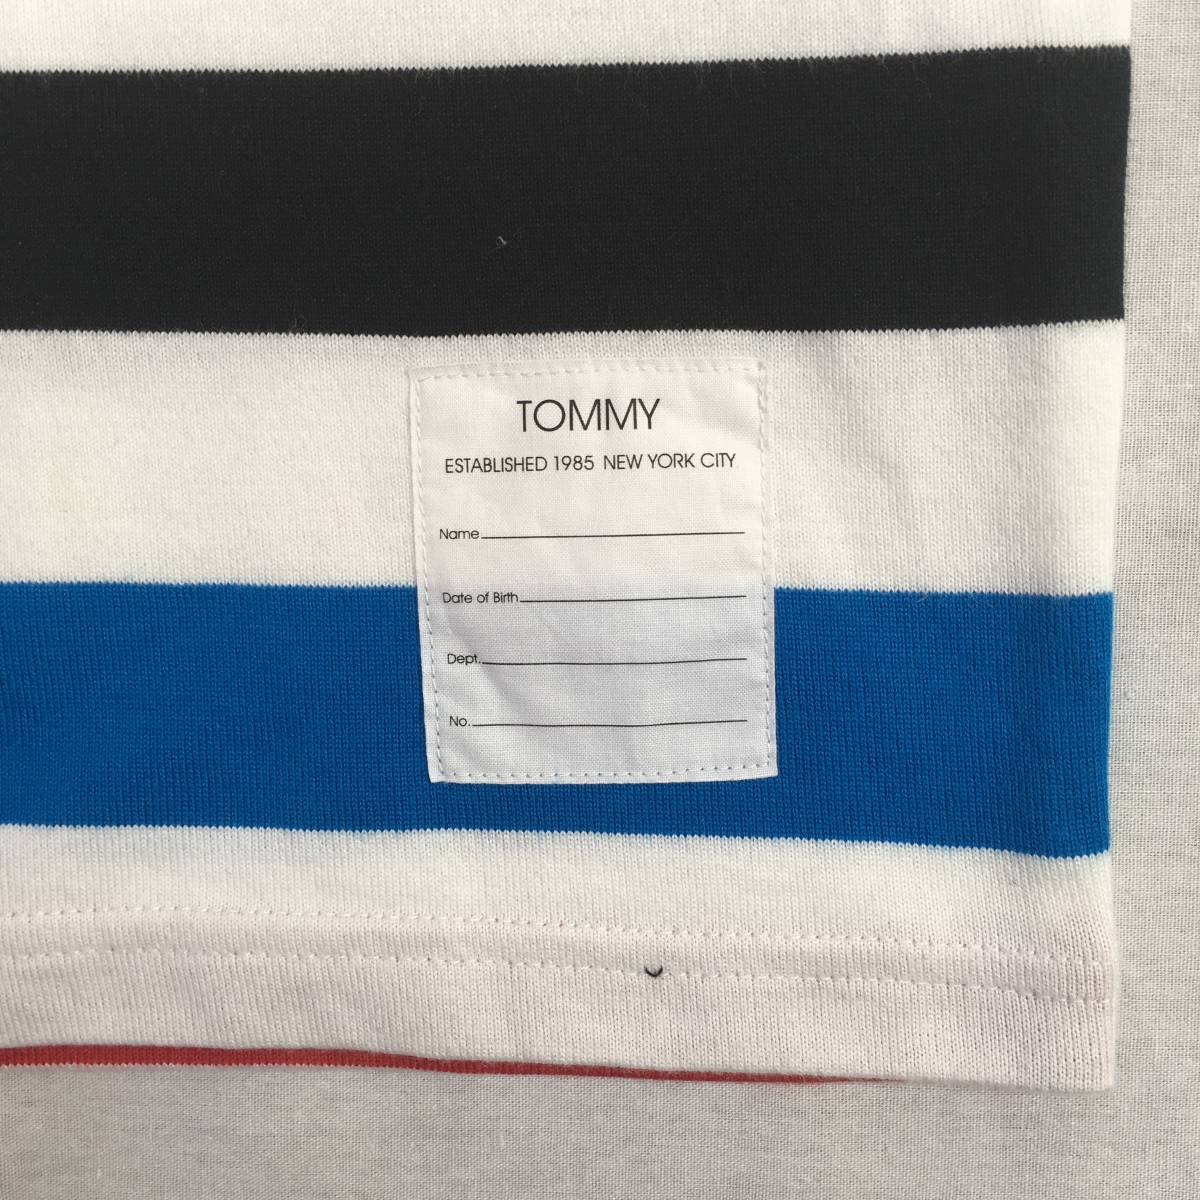 TOMMY
ESTABLISHED 1985 NEW YORK CITY
Name
Date of Birth
Dept.
No.